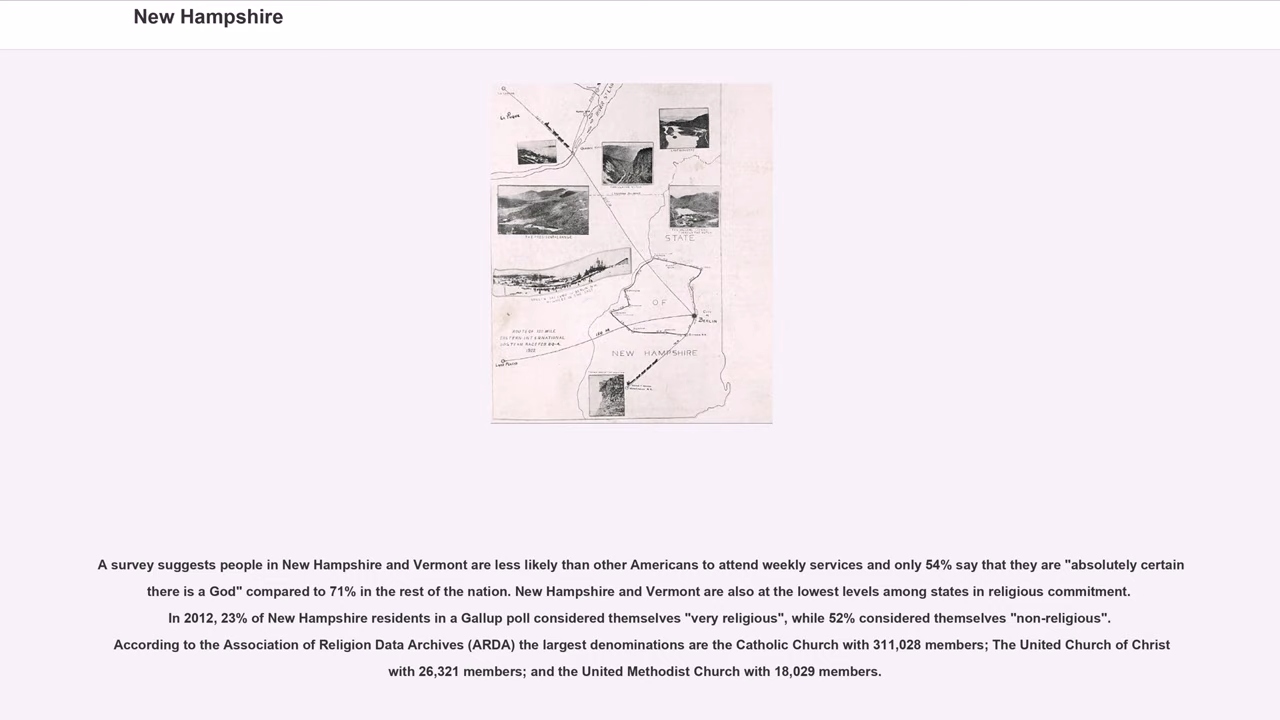 New Hampshire
STATE
OF
BERLIN
NEW HAMPSHIRE
1922
A survey suggests people in New Hampshire and Vermont are less likely than other Americans to attend weekly services and only 54% say that they are "absolutely certain
there is a God" compared to 71% in the rest of the nation. New Hampshire and Vermont are also at the lowest levels among states in religious commitment.
In 2012, 23% of New Hampshire residents in a Gallup poll considered themselves "very religious", while 52% considered themselves "non-religious".
According to the Association of Religion Data Archives (ARDA) the largest denominations are the Catholic Church with 311,028 members; The United Church of Christ
with 26,321 members; and the United Methodist Church with 18,029 members.